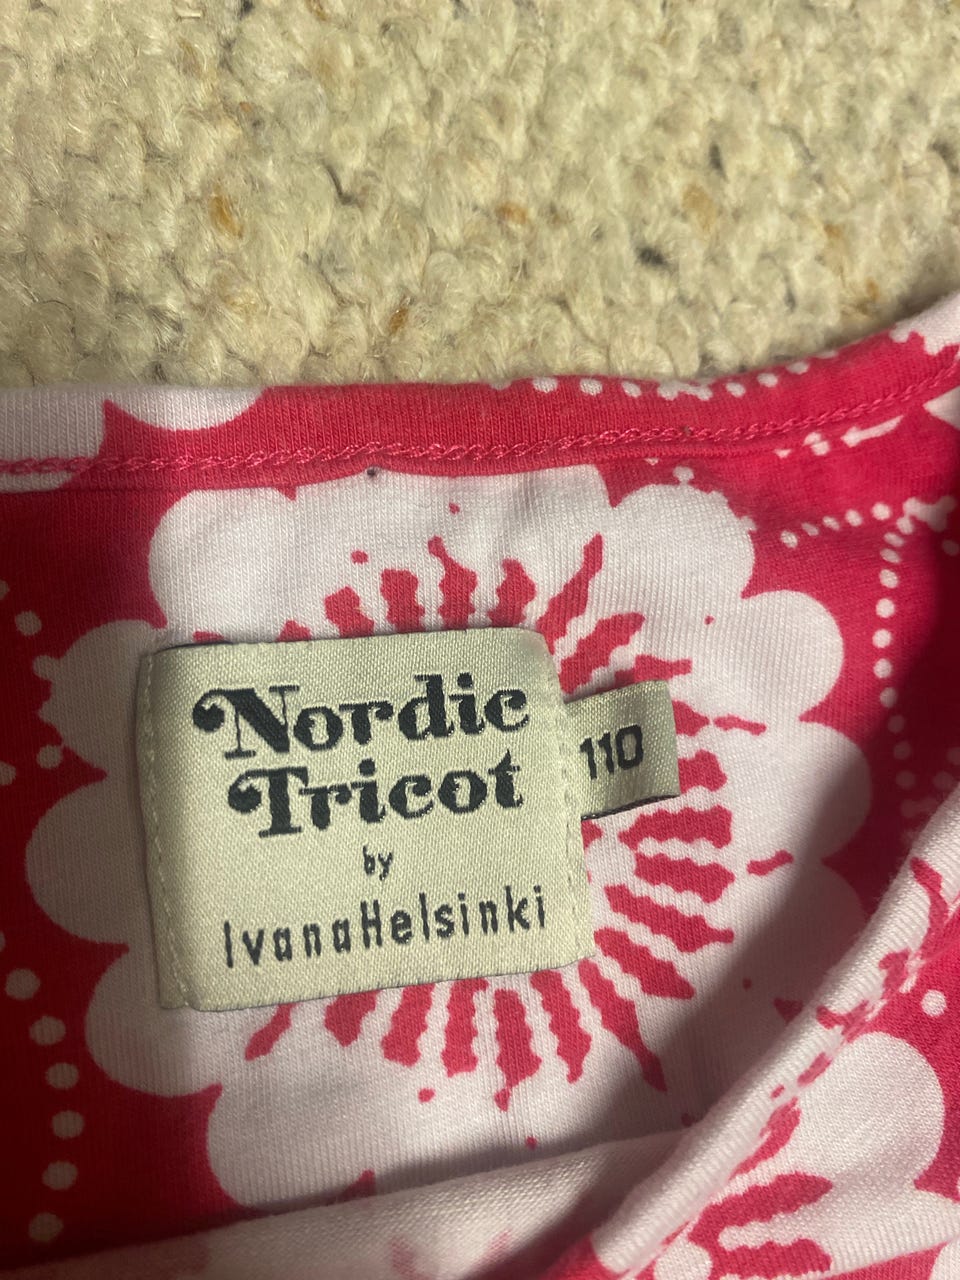 Nordic
Tricot
by
IvanaHelsinki
110